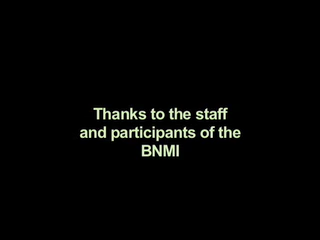 Thanks to the staff
and participants of the
BNMI